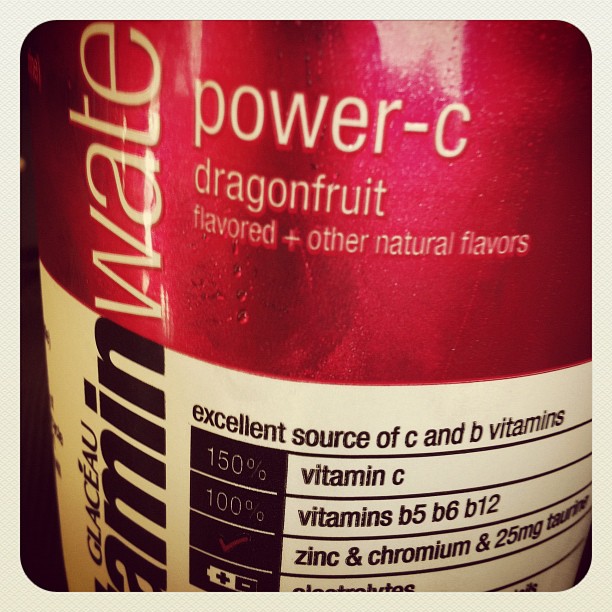 power-c
dragonfruit
flavored + other natural flavors
wate
GLACÉAU
amin
excellent source of c and b vitamins
150% vitamin c
100% vitamins b5 b6 b12
✓ zinc & chromium & 25mg taurine
electrolytes